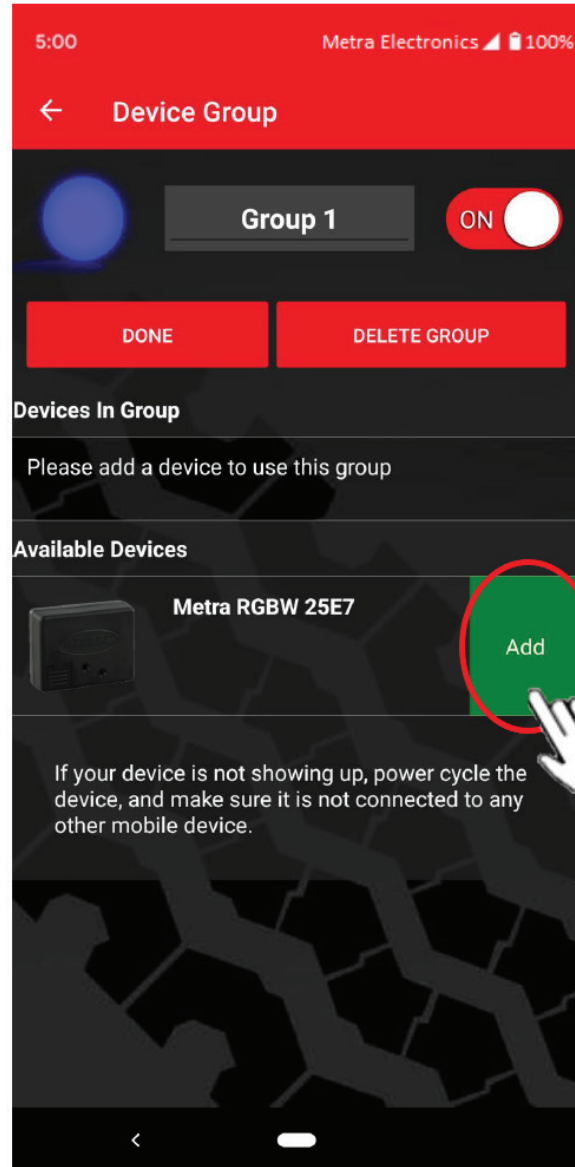 5:00 Metra Electronics 100%
Device Group
Group 1 ON
DONE DELETE GROUP
Devices In Group
Please add a device to use this group
Available Devices
Metra RGBW 25E7
Add
If your device is not showing up, power cycle the
device, and make sure it is not connected to any
other mobile device.